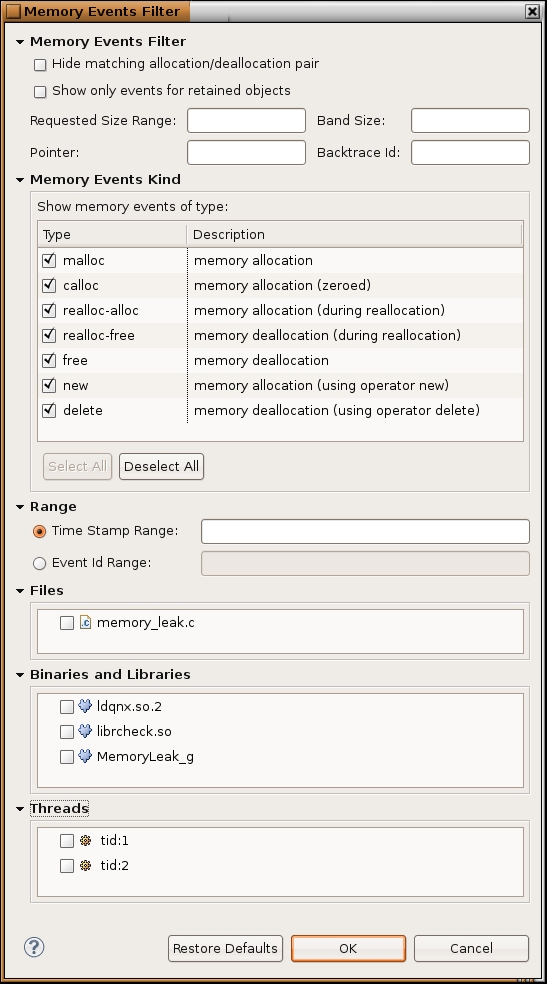 Memory Events Filter
Memory Events Filter
Hide matching allocation/deallocation pair
Show only events for retained objects
Requested Size Range: Band Size:
Pointer: Backtrace Id:
Memory Events Kind
Show memory events of type:
Type Description
malloc memory allocation
calloc memory allocation (zeroed)
realloc-alloc memory allocation (during reallocation)
realloc-free memory deallocation (during reallocation)
free memory deallocation
new memory allocation (using operator new)
delete memory deallocation (using operator delete)
Select All Deselect All
Range
Time Stamp Range:
Event Id Range:
Files
.c memory_leak.c
Binaries and Libraries
ldqnx.so.2
librcheck.so
MemoryLeak_g
Threads
tid:1
tid:2
? Restore Defaults OK Cancel